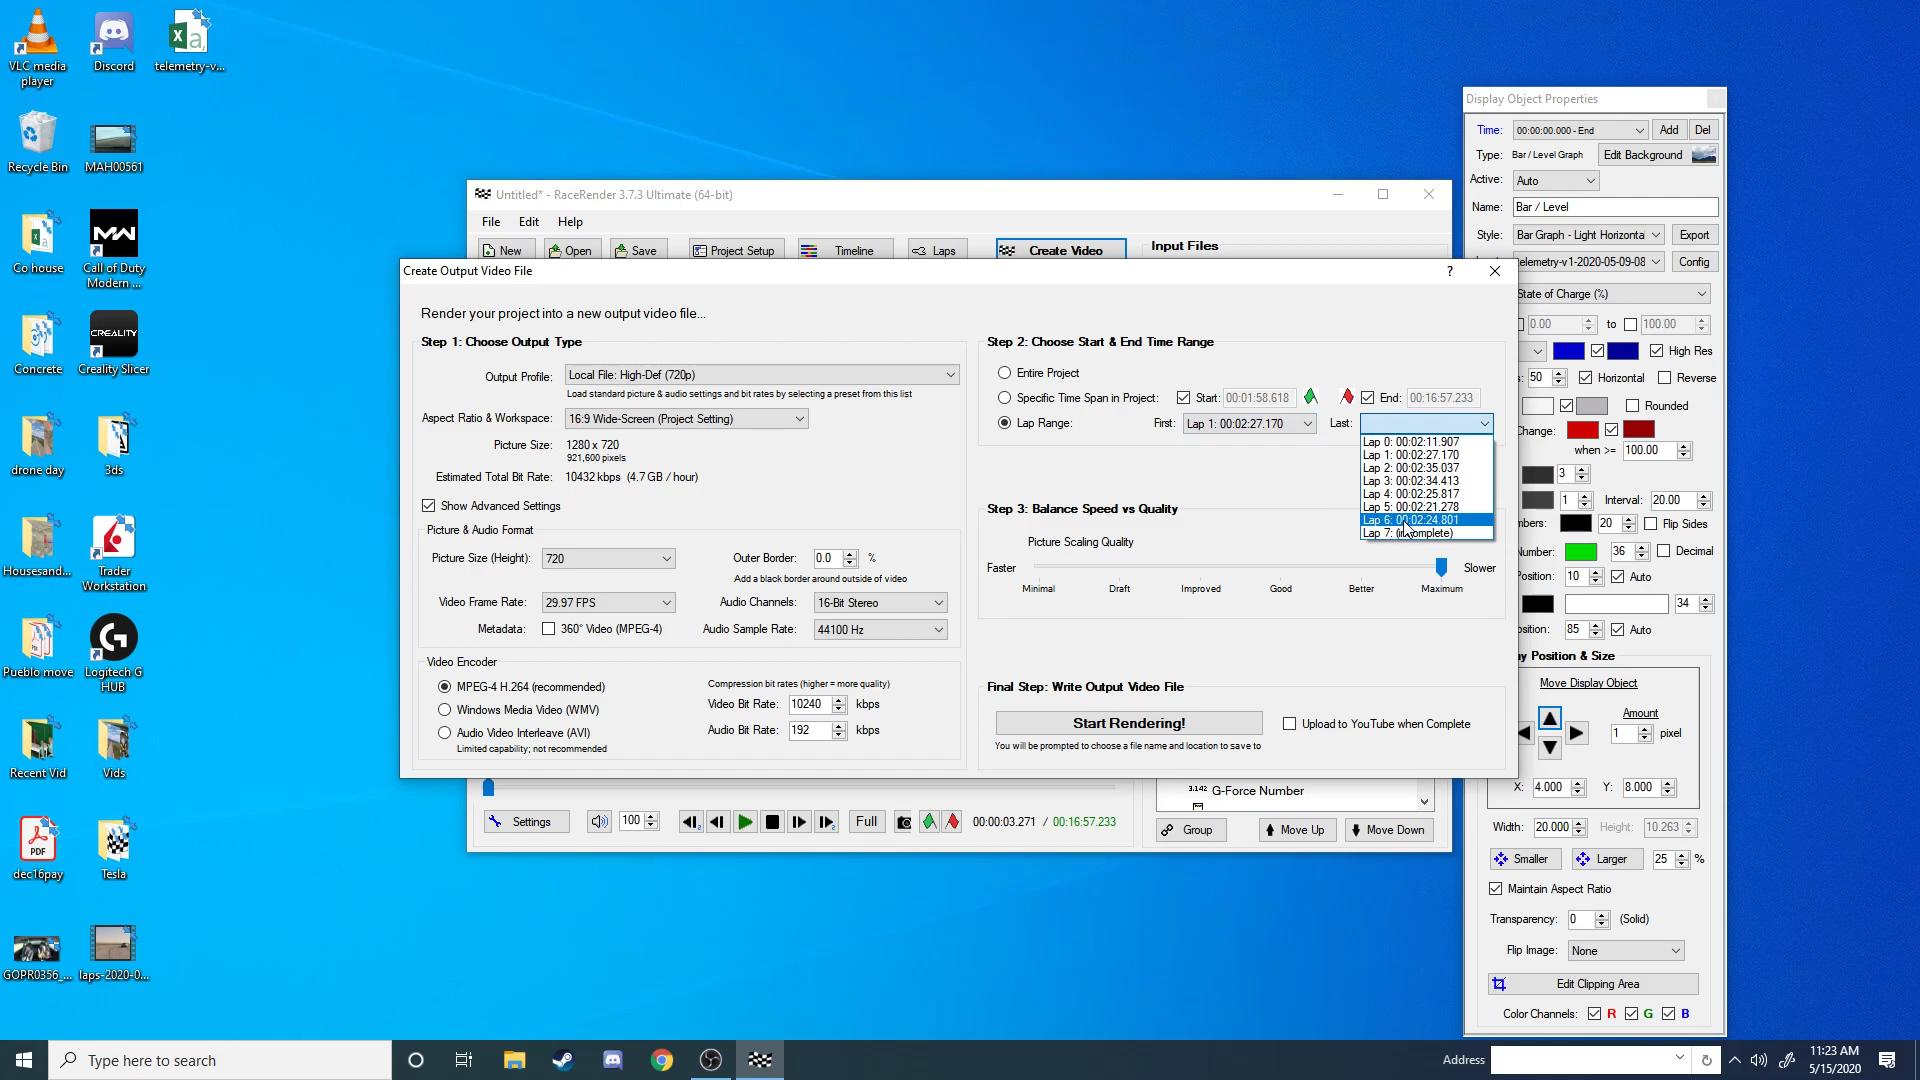 VLC media
player
Discord
telemetry-v...
Recycle Bin
MAH00561
Co house
Call of Duty
Modern ...
Concrete
CREALITY
Creality Slicer
drone day
3ds
Housesand...
Trader
Workstation
Pueblo move
Logitech G
HUB
Recent Vid
Vids
PDF
dec16pay
Tesla
GOPR0356_...
laps-2020-0...
Untitled* - RaceRender 3.7.3 Ultimate (64-bit)
File Edit Help
New Open Save Project Setup Timeline Laps Create Video Input Files
Create Output Video File ?
Render your project into a new output video file...
Step 1: Choose Output Type
Output Profile: Local File: High-Def (720p)
Load standard picture & audio settings and bit rates by selecting a preset from this list
Aspect Ratio & Workspace: 16:9 Wide-Screen (Project Setting)
Picture Size: 1280 x 720
921,600 pixels
Estimated Total Bit Rate: 10432 kbps (4.7 GB / hour)
Show Advanced Settings
Picture & Audio Format
Picture Size (Height): 720 Outer Border: 0.0 %
Add a black border around outside of video
Video Frame Rate: 29.97 FPS Audio Channels: 16-Bit Stereo
Metadata: 360° Video (MPEG-4) Audio Sample Rate: 44100 Hz
Video Encoder
MPEG-4 H.264 (recommended) Compression bit rates (higher = more quality)
Windows Media Video (WMV) Video Bit Rate: 10240 kbps
Audio Video Interleave (AVI) Audio Bit Rate: 192 kbps
Limited capability; not recommended
Step 2: Choose Start & End Time Range
Entire Project
Specific Time Span in Project: Start: 00:01:58.618 End: 00:16:57.233
Lap Range: First: Lap 1: 00:02:27.170 Last:
Lap 0: 00:02:11.907
Lap 1: 00:02:27.170
Lap 2: 00:02:35.037
Lap 3: 00:02:34.413
Lap 4: 00:02:25.817
Lap 5: 00:02:21.278
Lap 6: 00:02:24.801
Lap 7: (incomplete)
Step 3: Balance Speed vs Quality
Picture Scaling Quality
Faster Slower
Minimal Draft Improved Good Better Maximum
Final Step: Write Output Video File
Start Rendering! Upload to YouTube when Complete
You will be prompted to choose a file name and location to save to
3.142 G-Force Number
Settings 100 Full 00:00:03.271 / 00:16:57.233
Group Move Up Move Down
Display Object Properties
Time: 00:00:00.000 - End Add Del
Type: Bar / Level Graph Edit Background
Active: Auto
Name: Bar / Level
Style: Bar Graph - Light Horizontal Export
elemetry-v1-2020-05-09-08 Config
State of Charge (%)
0.00 to 100.00
High Res
50 Horizontal Reverse
Rounded
Change:
when >= 100.00
3
1 Interval: 20.00
mbers: 20 Flip Sides
Number: 36 Decimal
Position: 10 Auto
34
osition: 85 Auto
ay Position & Size
Move Display Object
Amount
1 pixel
X: 4.000 Y: 8.000
Width: 20.000 Height: 10.263
Smaller Larger 25 %
Maintain Aspect Ratio
Transparency: 0 (Solid)
Flip Image: None
Edit Clipping Area
Color Channels: R G B
Type here to search
Address
11:23 AM
5/15/2020